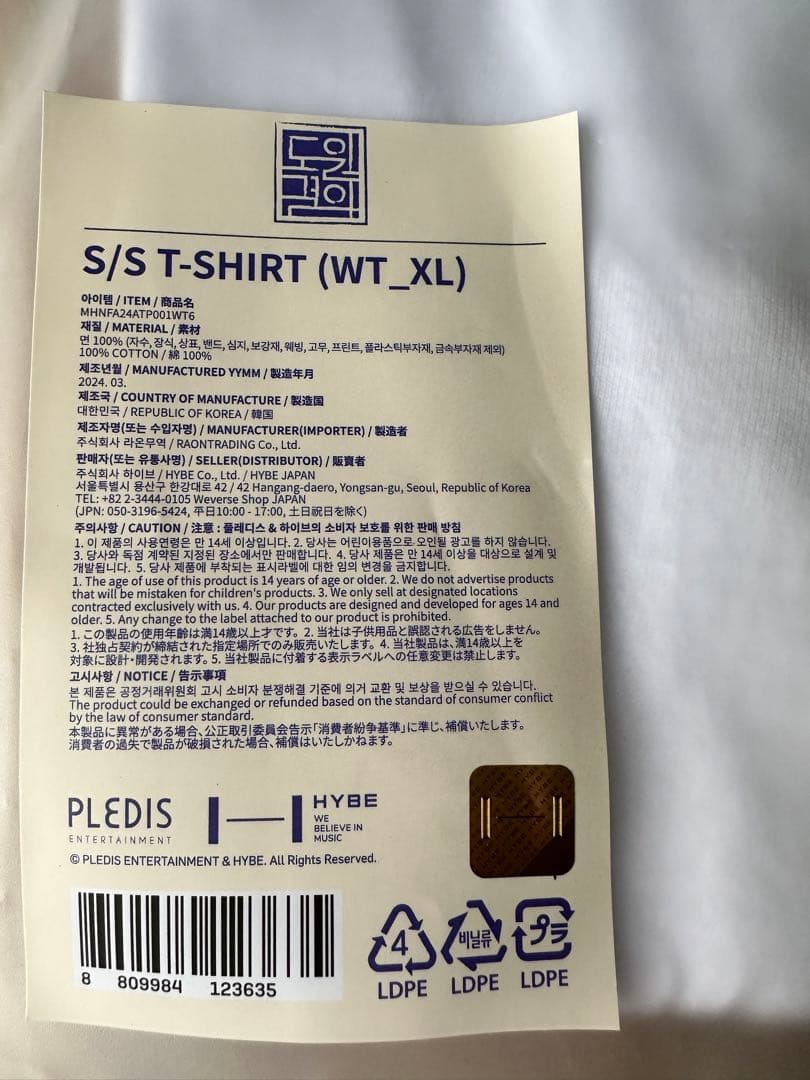 도원
결의
S/S T-SHIRT (WT_XL)
아이템 / ITEM / 商品名
MHNFA24ATP001WT6
재질 / MATERIAL / 素材
면 100% (자수, 장식, 상표, 밴드, 심지, 보강재, 웨빙, 고무, 프린트, 플라스틱부자재, 금속부자재 제외)
100% COTTON / 綿 100%
제조년월 / MANUFACTURED YYMM / 製造年月
2024. 03.
제조국 / COUNTRY OF MANUFACTURE / 製造国
대한민국 / REPUBLIC OF KOREA / 韓国
제조자명(또는 수입자명) / MANUFACTURER(IMPORTER) / 製造者
주식회사 라온무역 / RAONTRADING Co., Ltd.
판매자(또는 유통사명) / SELLER(DISTRIBUTOR) / 販賣者
주식회사 하이브 / HYBE Co., Ltd. / HYBE JAPAN
서울특별시 용산구 한강대로 42 / 42 Hangang-daero, Yongsan-gu, Seoul, Republic of Korea
TEL: +82 2-3444-0105 Weverse Shop JAPAN
(JPN: 050-3196-5424, 平日10:00 - 17:00, 土日祝日を除く)
주의사항 / CAUTION / 注意 : 플레디스 & 하이브의 소비자 보호를 위한 판매 방침
1. 이 제품의 사용연령은 만 14세 이상입니다. 2. 당사는 어린이용품으로 오인될 광고를 하지 않습니다.
3. 당사와 독점 계약된 지정된 장소에서만 판매합니다. 4. 당사 제품은 만 14세 이상을 대상으로 설계 및
개발됩니다. 5. 당사 제품에 부착되는 표시라벨에 대한 임의 변경을 금지합니다.
1. The age of use of this product is 14 years of age or older. 2. We do not advertise products
that will be mistaken for children's products. 3. We only sell at designated locations
contracted exclusively with us. 4. Our products are designed and developed for ages 14 and
older. 5. Any change to the label attached to our product is prohibited.
1. この製品の使用年齢は満14歳以上才です。 2. 当社は子供用品と誤認される広告をしません。
3. 社独占契約が締結された指定場所でのみ販売いたします。 4. 当社製品は、満14歳以上を
対象に設計・開発されます。 5. 当社製品に付着する表示ラベルへの任意変更は禁止します。
고시사항 / NOTICE / 告示事項
본 제품은 공정거래위원회 고시 소비자 분쟁해결 기준에 의거 교환 및 보상을 받으실 수 있습니다.
The product could be exchanged or refunded based on the standard of consumer conflict
by the law of consumer standard.
本製品に異常がある場合、公正取引委員会告示「消費者紛争基準」に準じ、補償いたします。
消費者の過失で製品が破損された場合、補償はいたしかねます。
PLEDIS
ENTERTAINMENT
HYBE
WE
BELIEVE IN
MUSIC
© PLEDIS ENTERTAINMENT & HYBE. All Rights Reserved.
8 809984 123635
4 비닐류 プラ
LDPE LDPE LDPE